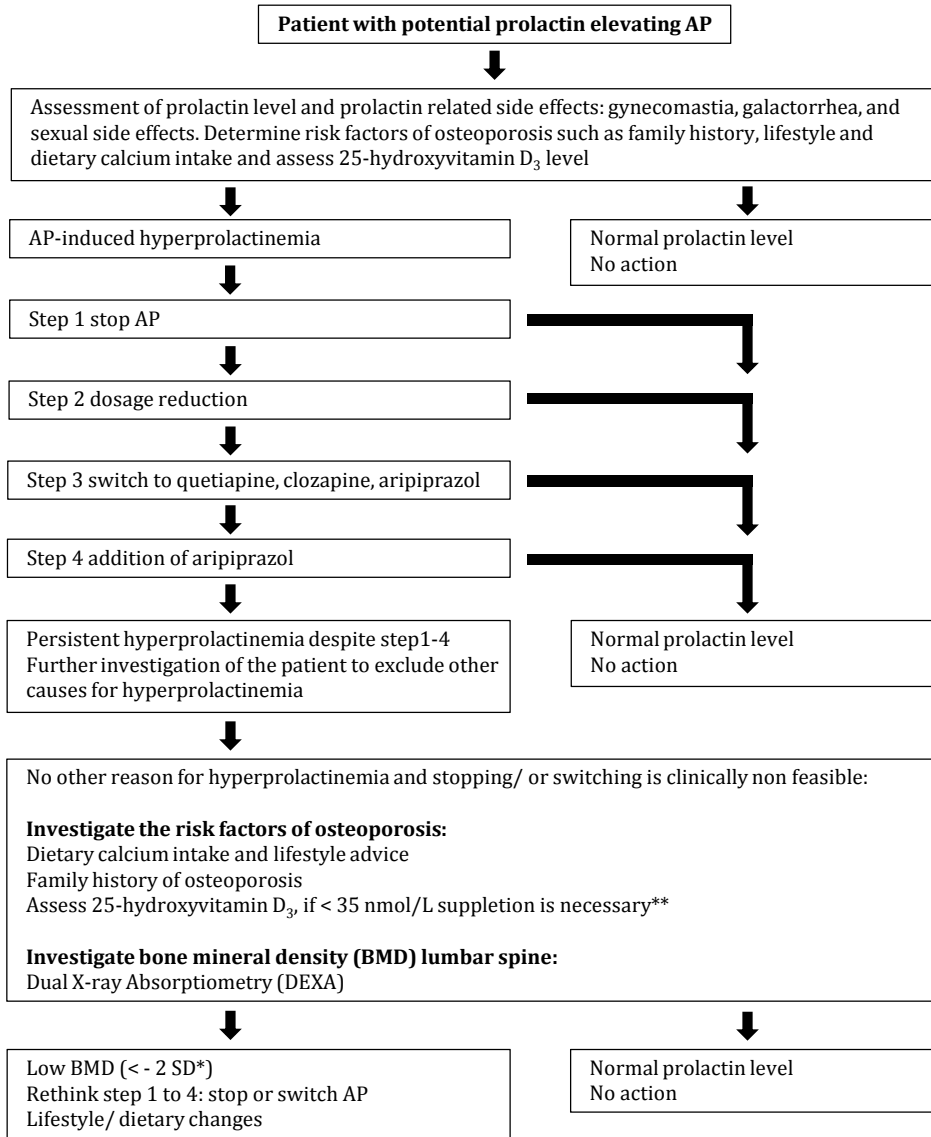 Patient with potential prolactin elevating AP
Assessment of prolactin level and prolactin related side effects: gynecomastia, galactorrhea, and
sexual side effects. Determine risk factors of osteoporosis such as family history, lifestyle and
dietary calcium intake and assess 25-hydroxyvitamin D₃ level
AP-induced hyperprolactinemia
Normal prolactin level
No action
Step 1 stop AP
Step 2 dosage reduction
Step 3 switch to quetiapine, clozapine, aripiprazol
Step 4 addition of aripiprazol
Persistent hyperprolactinemia despite step1-4
Further investigation of the patient to exclude other
causes for hyperprolactinemia
Normal prolactin level
No action
No other reason for hyperprolactinemia and stopping/ or switching is clinically non feasible:
Investigate the risk factors of osteoporosis:
Dietary calcium intake and lifestyle advice
Family history of osteoporosis
Assess 25-hydroxyvitamin D₃, if < 35 nmol/L suppletion is necessary**
Investigate bone mineral density (BMD) lumbar spine:
Dual X-ray Absorptiometry (DEXA)
Low BMD (< - 2 SD*)
Rethink step 1 to 4: stop or switch AP
Lifestyle/ dietary changes
Normal prolactin level
No action